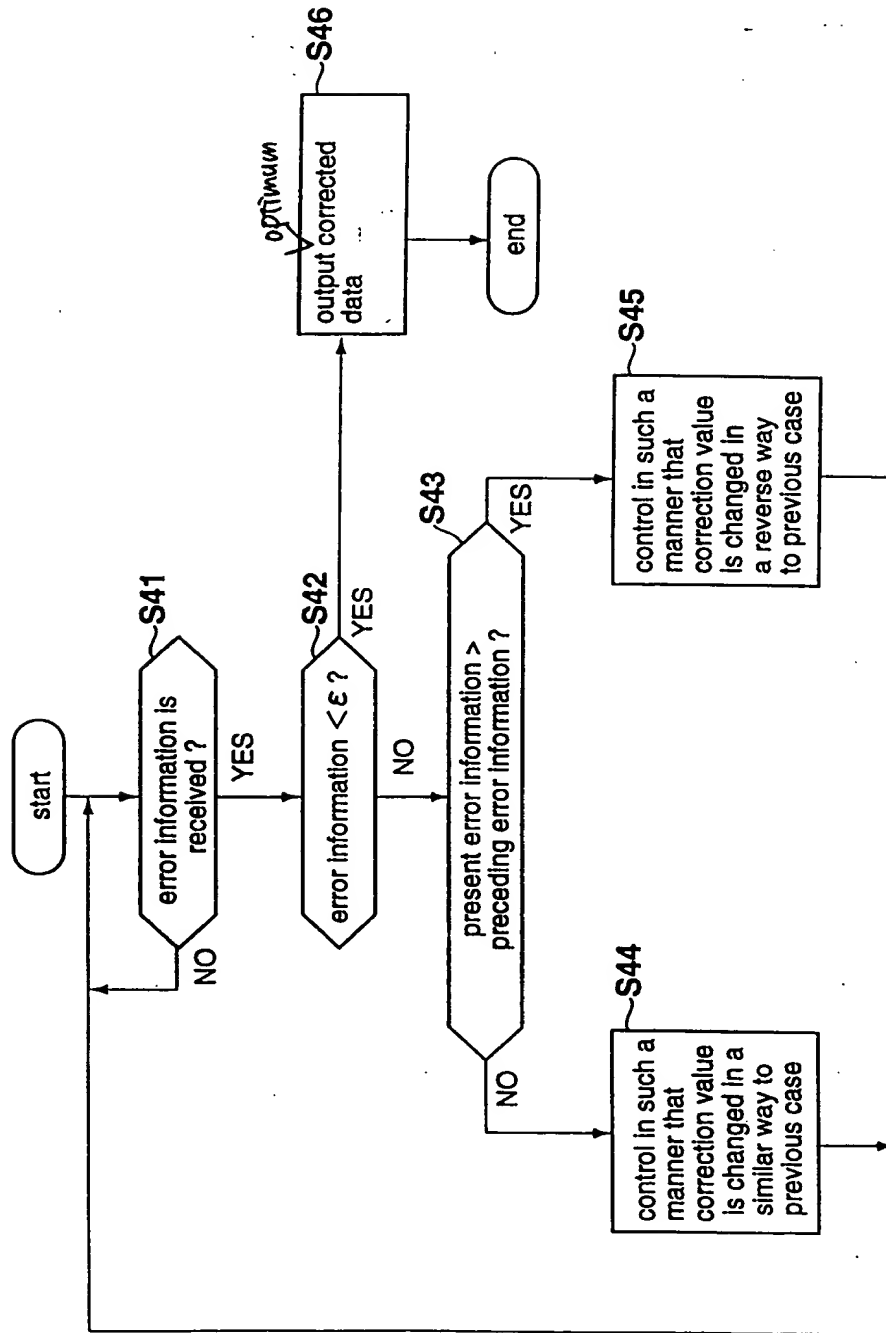 start
S41
error information is
received ?
NO
YES
S42
error information < ε ?
YES
NO
optimum
S46
output corrected
data
end
S43
present error information >
preceding error information ?
NO
YES
S44
control in such a
manner that
correction value
is changed in a
similar way to
previous case
S45
control in such a
manner that
correction value
is changed in
a reverse way
to previous case